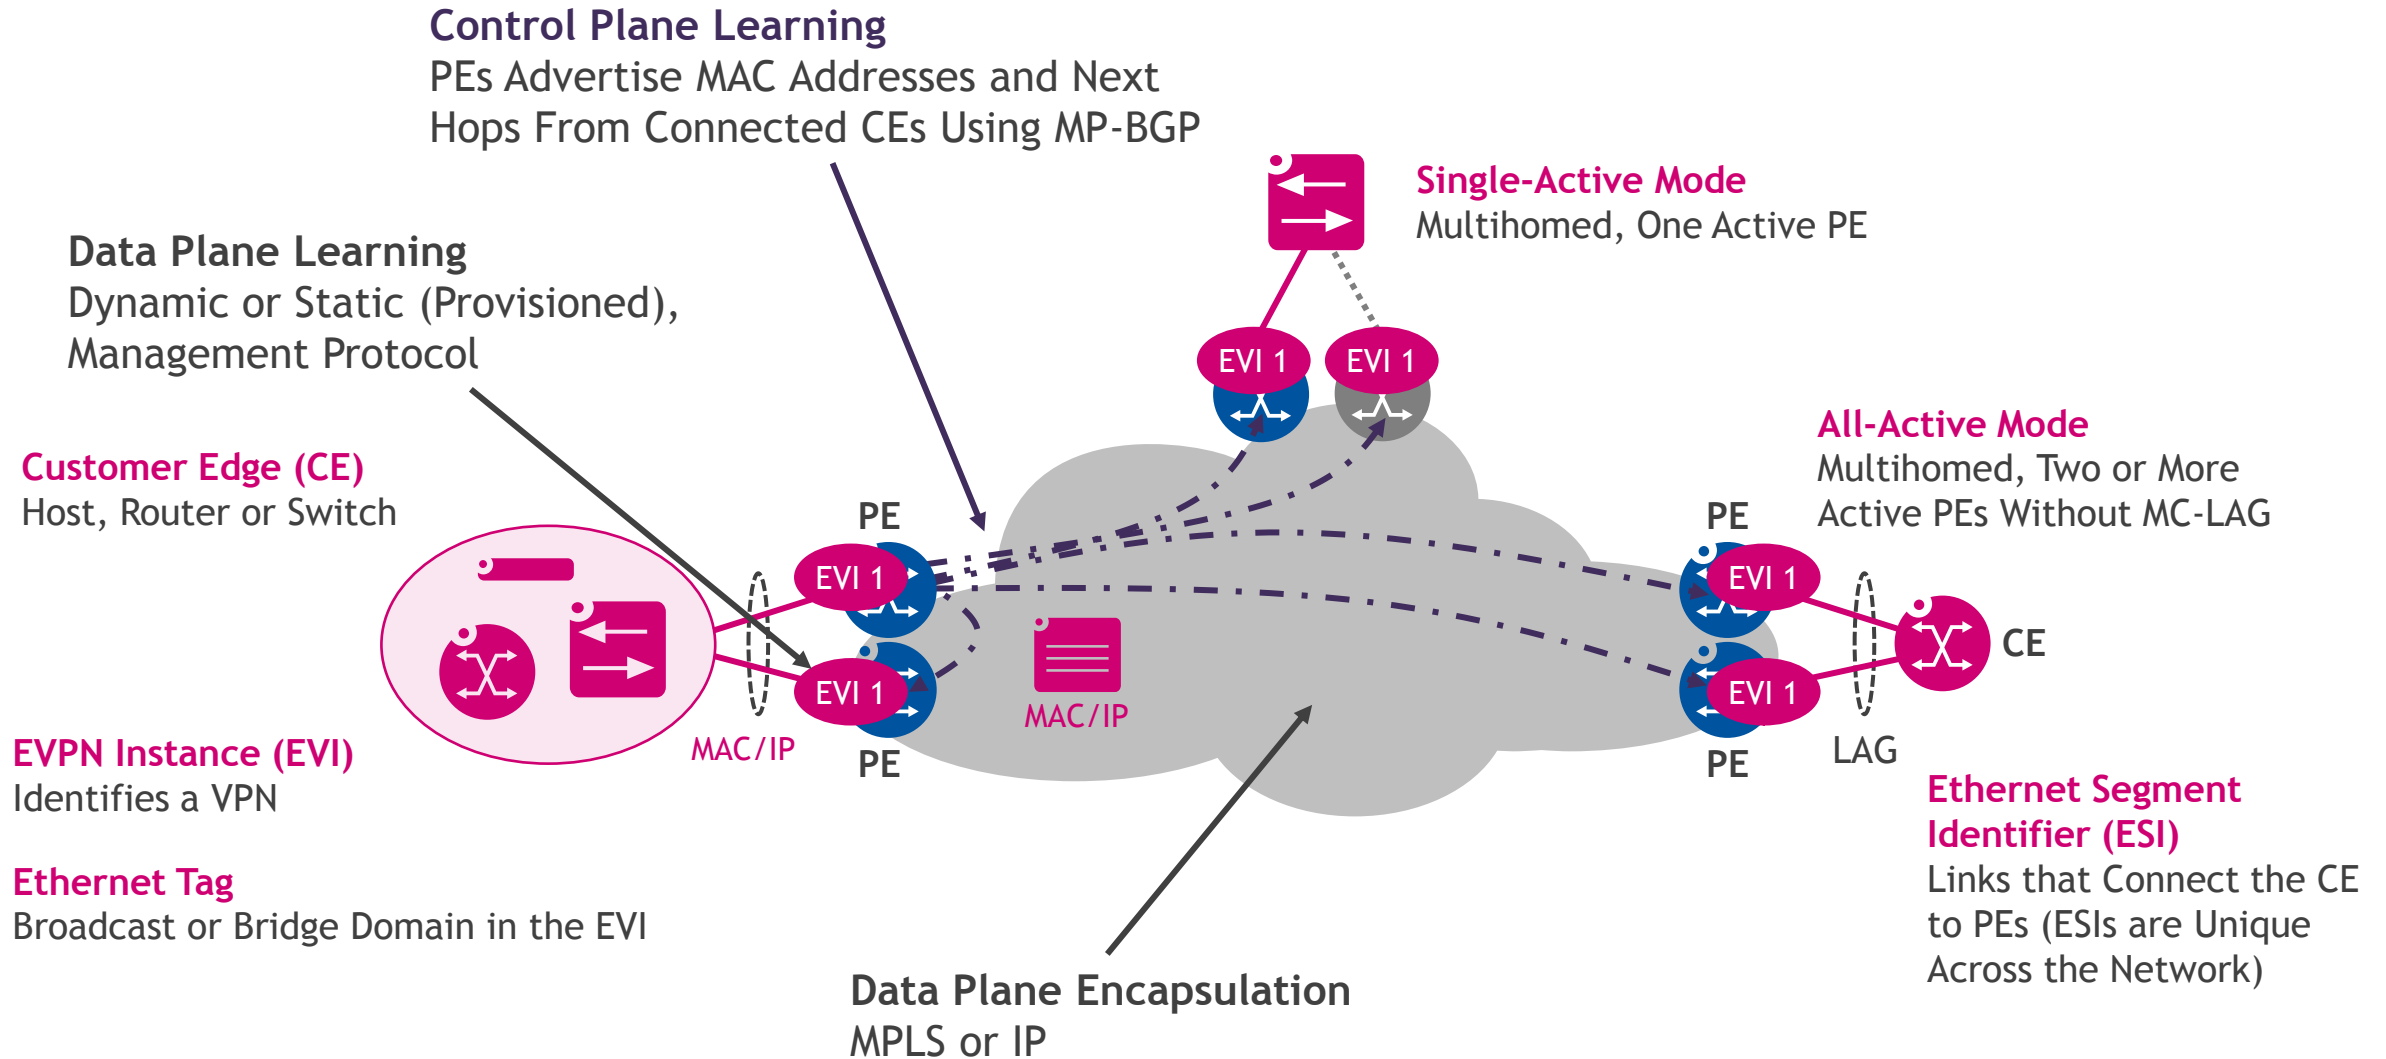 Control Plane Learning
PEs Advertise MAC Addresses and Next
Hops From Connected CEs Using MP-BGP
Single-Active Mode
Multihomed, One Active PE
Data Plane Learning
Dynamic or Static (Provisioned),
Management Protocol
EVI 1
EVI 1
All-Active Mode
Multihomed, Two or More
Active PEs Without MC-LAG
Customer Edge (CE)
Host, Router or Switch
PE
PE
EVI 1
EVI 1
CE
EVI 1
EVI 1
MAC/IP
MAC/IP
PE
PE
LAG
EVPN Instance (EVI)
Identifies a VPN
Ethernet Segment
Identifier (ESI)
Links that Connect the CE
to PEs (ESIs are Unique
Across the Network)
Ethernet Tag
Broadcast or Bridge Domain in the EVI
Data Plane Encapsulation
MPLS or IP